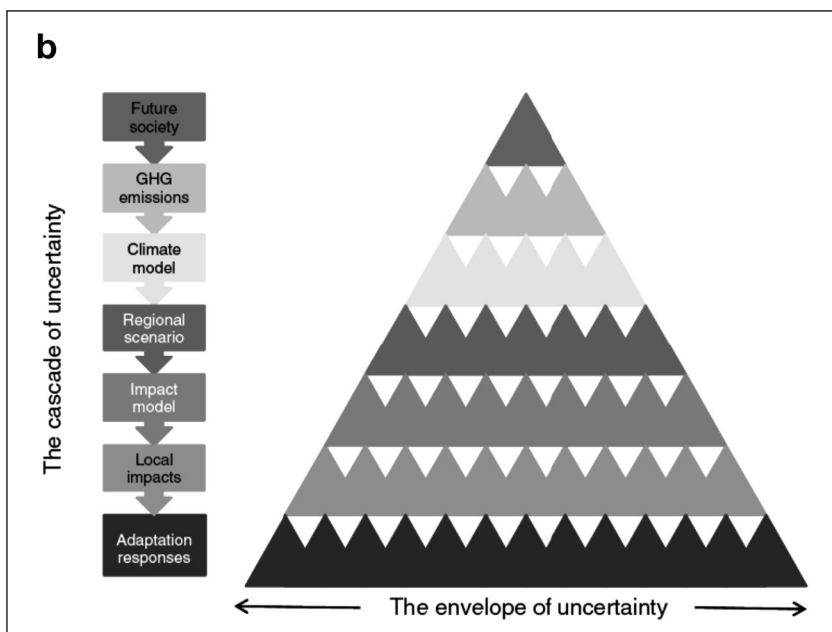 b
The cascade of uncertainty
Future
society
GHG
emissions
Climate
model
Regional
scenario
Impact
model
Local
impacts
Adaptation
responses
The envelope of uncertainty